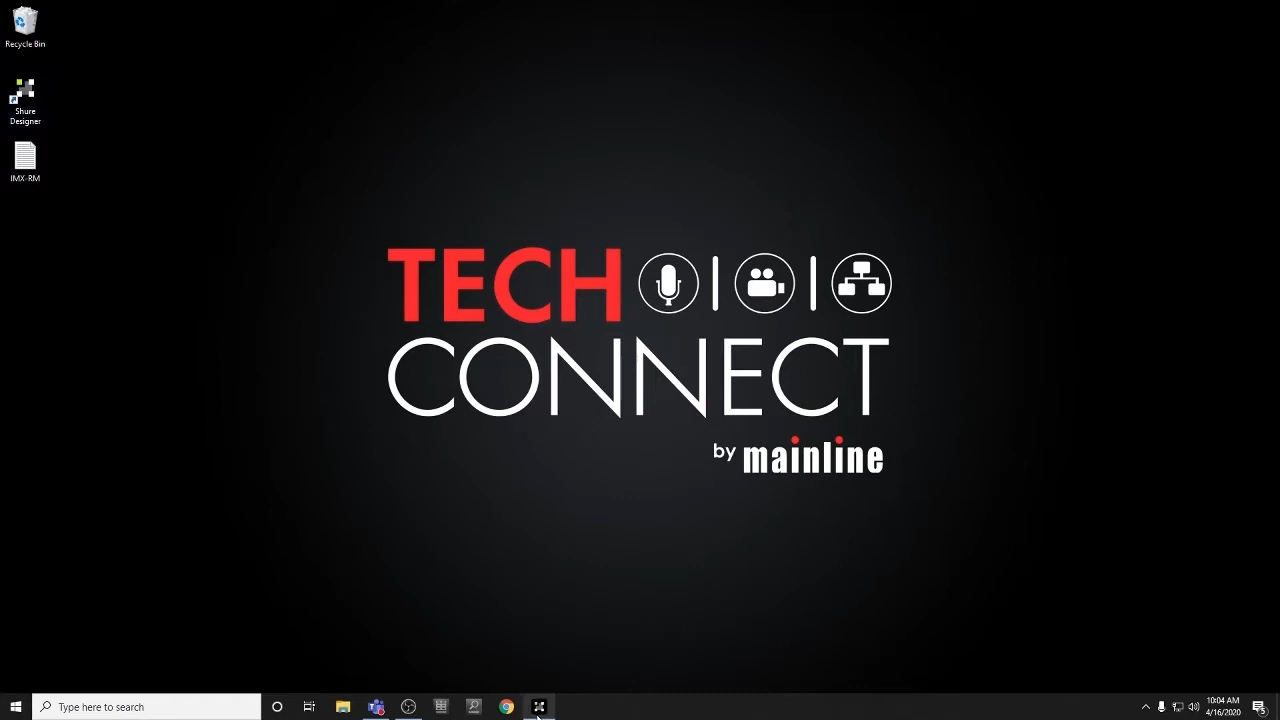 Recycle Bin
Shure
Designer
IMX-RM
TECH
CONNECT
by mainline
Type here to search
10:04 AM
4/16/2020